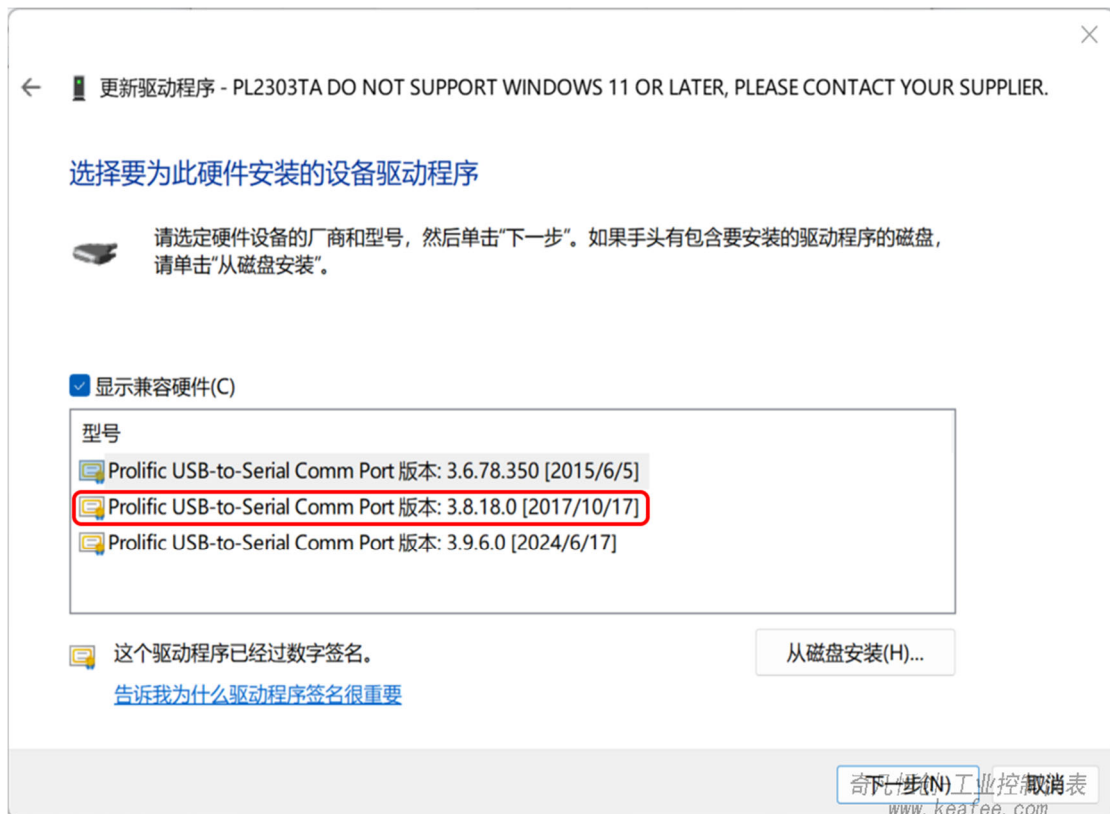 更新驱动程序 - PL2303TA DO NOT SUPPORT WINDOWS 11 OR LATER, PLEASE CONTACT YOUR SUPPLIER.
选择要为此硬件安装的设备驱动程序
请选定硬件设备的厂商和型号，然后单击“下一步”。如果手头有包含要安装的驱动程序的磁盘，
请单击“从磁盘安装”。
显示兼容硬件(C)
型号
Prolific USB-to-Serial Comm Port 版本: 3.6.78.350 [2015/6/5]
Prolific USB-to-Serial Comm Port 版本: 3.8.18.0 [2017/10/17]
Prolific USB-to-Serial Comm Port 版本: 3.9.6.0 [2024/6/17]
这个驱动程序已经过数字签名。
从磁盘安装(H)...
告诉我为什么驱动程序签名很重要
下一步(N)
取消
www.keafee.com